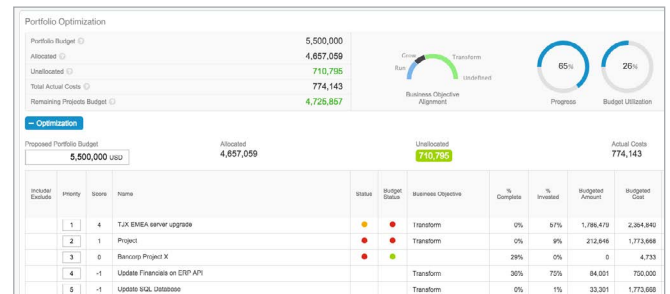 Portfolio Optimization
Portfolio Budget 5,500,000
Allocated 4,657,059
Unallocated 710,795
Total Actual Costs 774,143
Remaining Projects Budget 4,725,857
Grow Transform
Run Undefined
Business Objective
Alignment
65%
Progress
26%
Budget Utilization
− Optimization
Proposed Portfolio Budget Allocated Unallocated Actual Costs
5,500,000 USD 4,657,059 710,795 774,143
Include/
Exclude Priority Score Name Status Budget
Status Business Objective %
Complete %
Invested Budgeted
Amount Budgeted
Cost
1 4 TJX EMEA server upgrade Transform 0% 57% 1,786,479 2,354,840
2 1 Project Transform 0% 9% 212,646 1,773,668
3 0 Bancorp Project X 29% 0% 0 4,733
4 -1 Update Financials on ERP API Transform 36% 75% 84,001 750,000
5 -1 Update SQL Database Transform 0% 1% 33,301 1,773,668